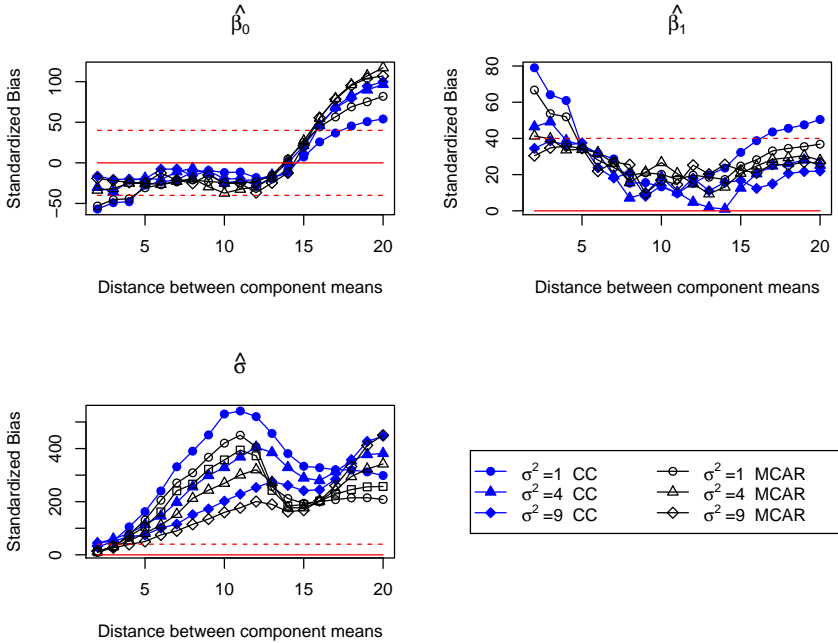 β̂₀
Standardized Bias
−50 0 50 100
5 10 15 20
Distance between component means
β̂₁
Standardized Bias
0 20 40 60 80
5 10 15 20
Distance between component means
σ̂
Standardized Bias
0 200 400
5 10 15 20
Distance between component means
σ² =1 CC
σ² =4 CC
σ² =9 CC
σ² =1 MCAR
σ² =4 MCAR
σ² =9 MCAR